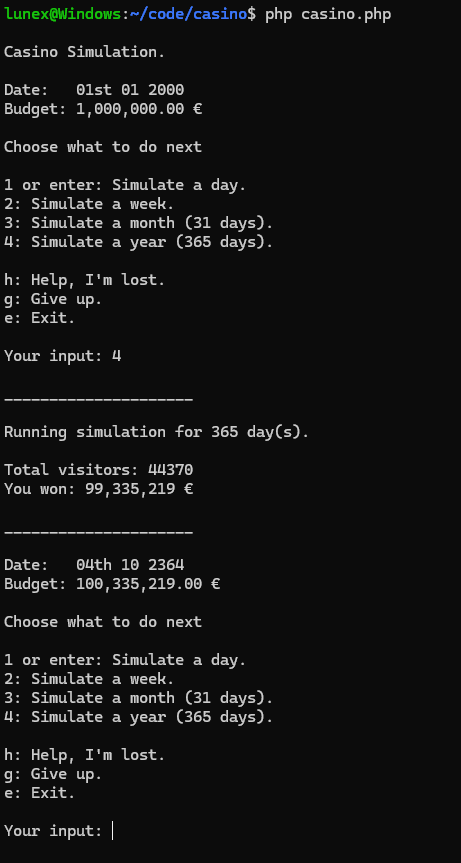 lunex@Windows:~/code/casino$ php casino.php
Casino Simulation.
Date:   01st 01 2000
Budget: 1,000,000.00 €
Choose what to do next
1 or enter: Simulate a day.
2: Simulate a week.
3: Simulate a month (31 days).
4: Simulate a year (365 days).
h: Help, I'm lost.
g: Give up.
e: Exit.
Your input: 4
_____________________
Running simulation for 365 day(s).
Total visitors: 44370
You won: 99,335,219 €
_____________________
Date:   04th 10 2364
Budget: 100,335,219.00 €
Choose what to do next
1 or enter: Simulate a day.
2: Simulate a week.
3: Simulate a month (31 days).
4: Simulate a year (365 days).
h: Help, I'm lost.
g: Give up.
e: Exit.
Your input: